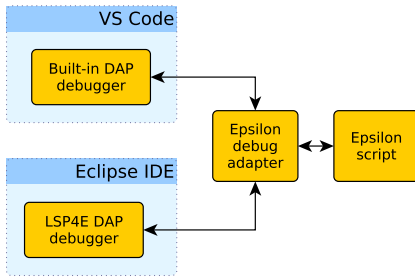 VS Code
Built-in DAP
debugger
Epsilon
debug
adapter
Epsilon
script
Eclipse IDE
LSP4E DAP
debugger